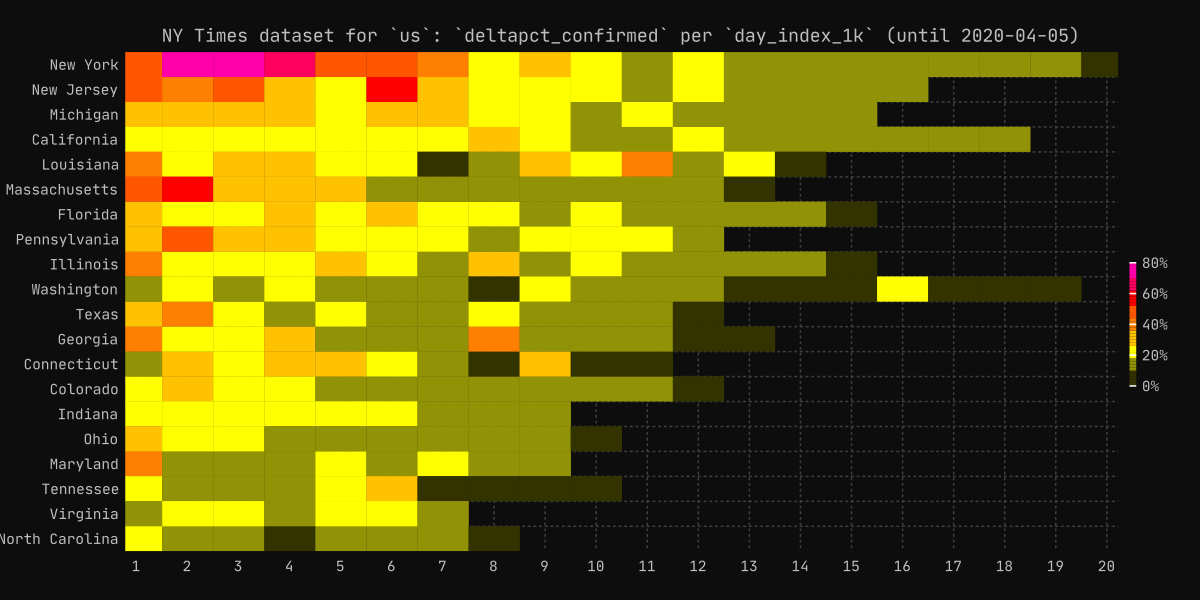 NY Times dataset for `us`: `deltapct_confirmed` per `day_index_1k` (until 2020-04-05)
New York
New Jersey
Michigan
California
Louisiana
Massachusetts
Florida
Pennsylvania
Illinois
Washington
Texas
Georgia
Connecticut
Colorado
Indiana
Ohio
Maryland
Tennessee
Virginia
North Carolina
1 2 3 4 5 6 7 8 9 10 11 12 13 14 15 16 17 18 19 20
80%
60%
40%
20%
0%